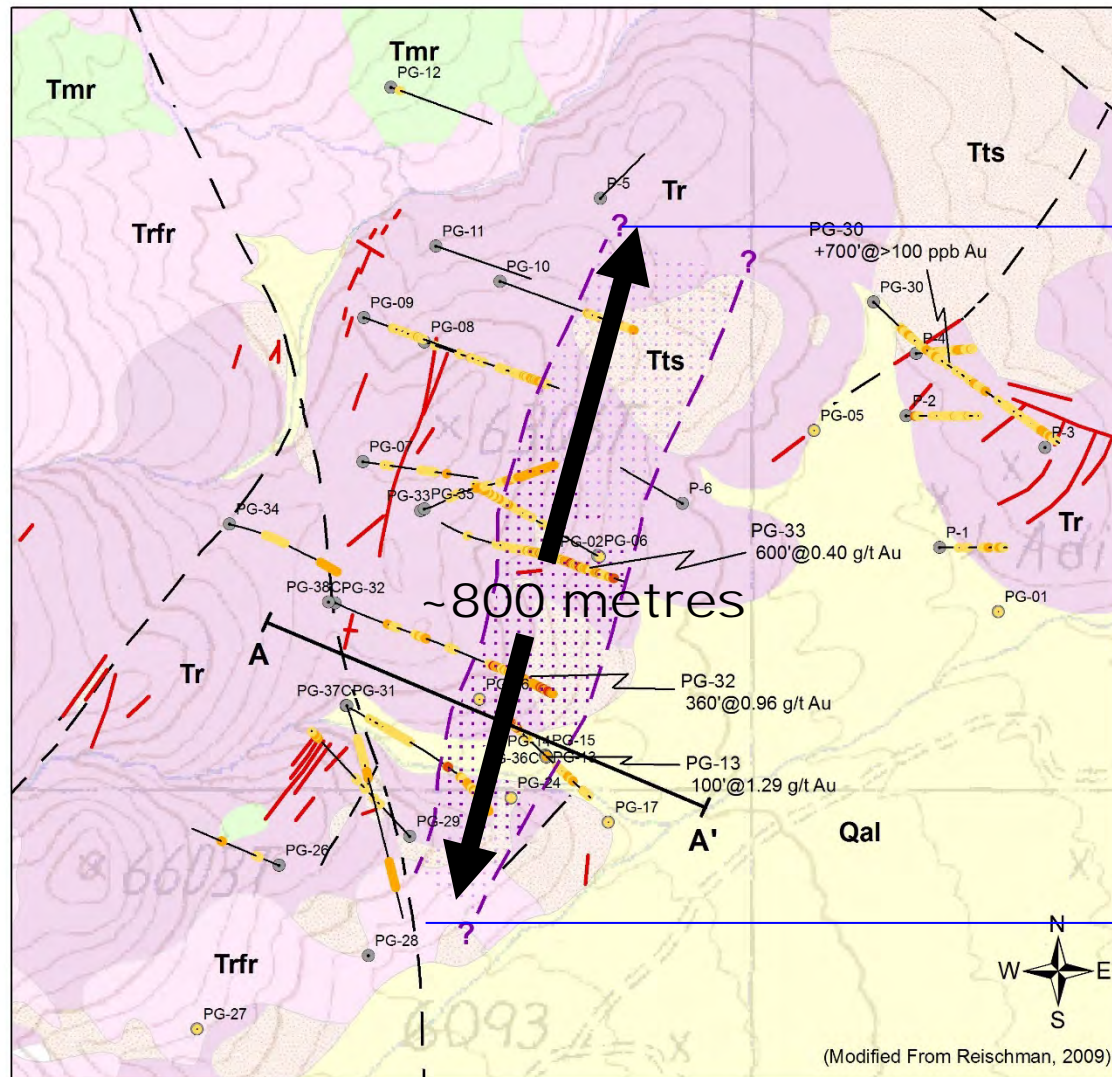 Tmr
Tmr
PG-12
Tts
P-5
Tr
Trfr
?
PG-11
PG-30
+700'@>100 ppb Au
?
PG-10
PG-30
PG-09
PG-08
P-4
Tts
6300T
P-2
PG-05
P-3
PG-07
PG-33
PG-35
P-6
PG-34
Tr
PG-33
600'@0.40 g/t Au
PG-02
PG-06
P-1
~800 metres
PG-38C
PG-32
PG-01
A
Tr
PG-32
360'@0.96 g/t Au
PG-37C
PG-31
PG-14
PG-15
PG-13
PG-13
100'@1.29 g/t Au
PG-24
PG-17
A'
Qal
PG-29
PG-26
6603T
?
PG-28
Trfr
N
W
E
S
PG-27
6093
(Modified From Reischman, 2009)